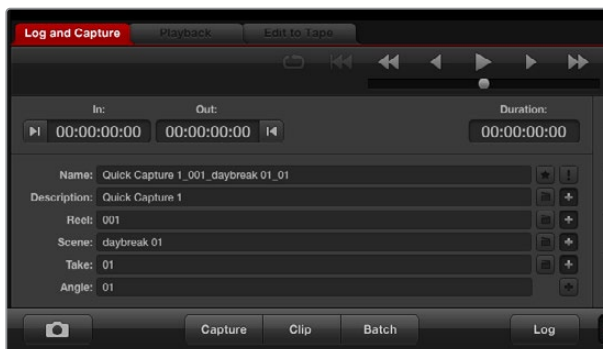 Log and Capture Playback Edit to Tape
In: Out: Duration:
00:00:00:00 00:00:00:00 00:00:00:00
Name: Quick Capture 1_001_daybreak 01_01
Description: Quick Capture 1
Reel: 001
Scene: daybreak 01
Take: 01
Angle: 01
Capture Clip Batch Log